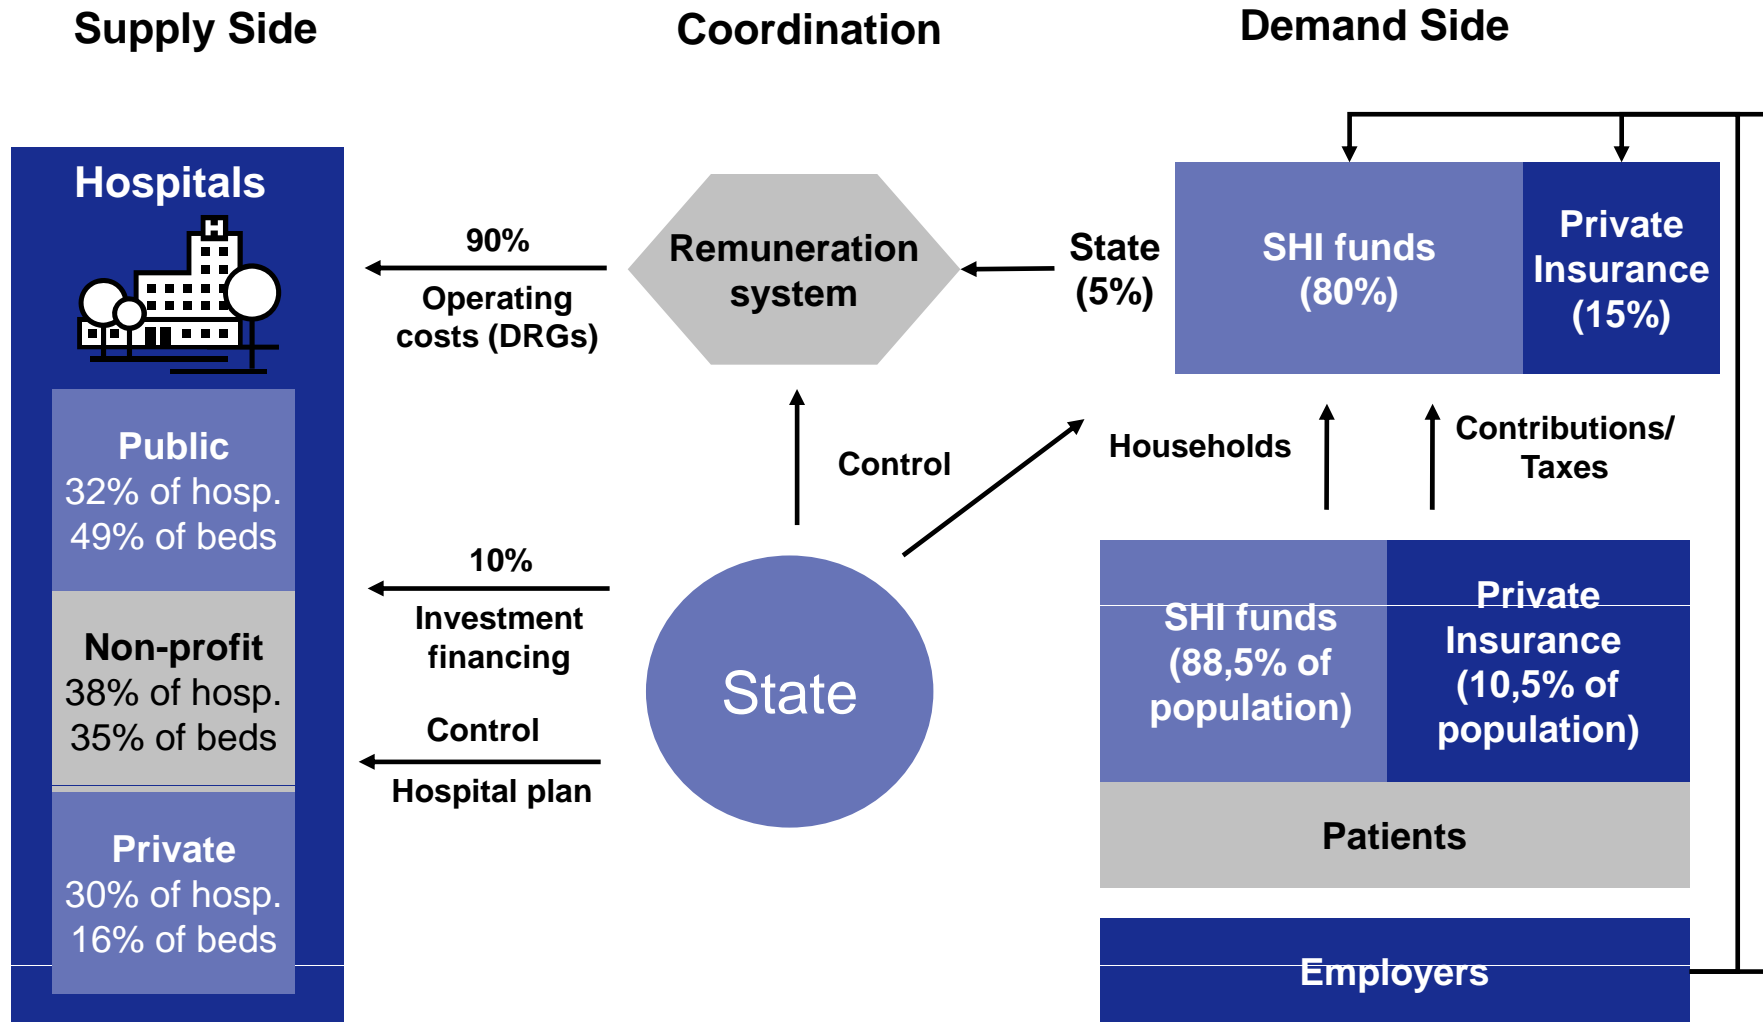 Supply Side
Coordination
Demand Side
Hospitals
H
Public
32% of hosp.
49% of beds
Non-profit
38% of hosp.
35% of beds
Private
30% of hosp.
16% of beds
90%
Operating
costs (DRGs)
10%
Investment
financing
Control
Hospital plan
Remuneration
system
Control
State
State
(5%)
SHI funds
(80%)
Private
Insurance
(15%)
Households
Contributions/
Taxes
SHI funds
(88,5% of
population)
Private
Insurance
(10,5% of
population)
Patients
Employers